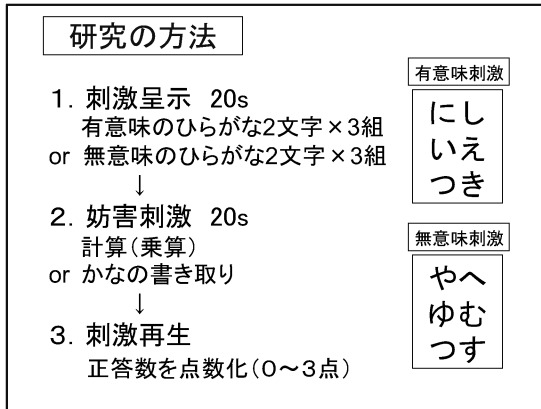 研究の方法
1．刺激呈示 20s
有意味のひらがな2文字×3組
or 無意味のひらがな2文字×3組
↓
2．妨害刺激 20s
計算（乗算）
or かなの書き取り
↓
3．刺激再生
正答数を点数化（0～3点）
有意味刺激
にし
いえ
つき
無意味刺激
やへ
ゆむ
つす